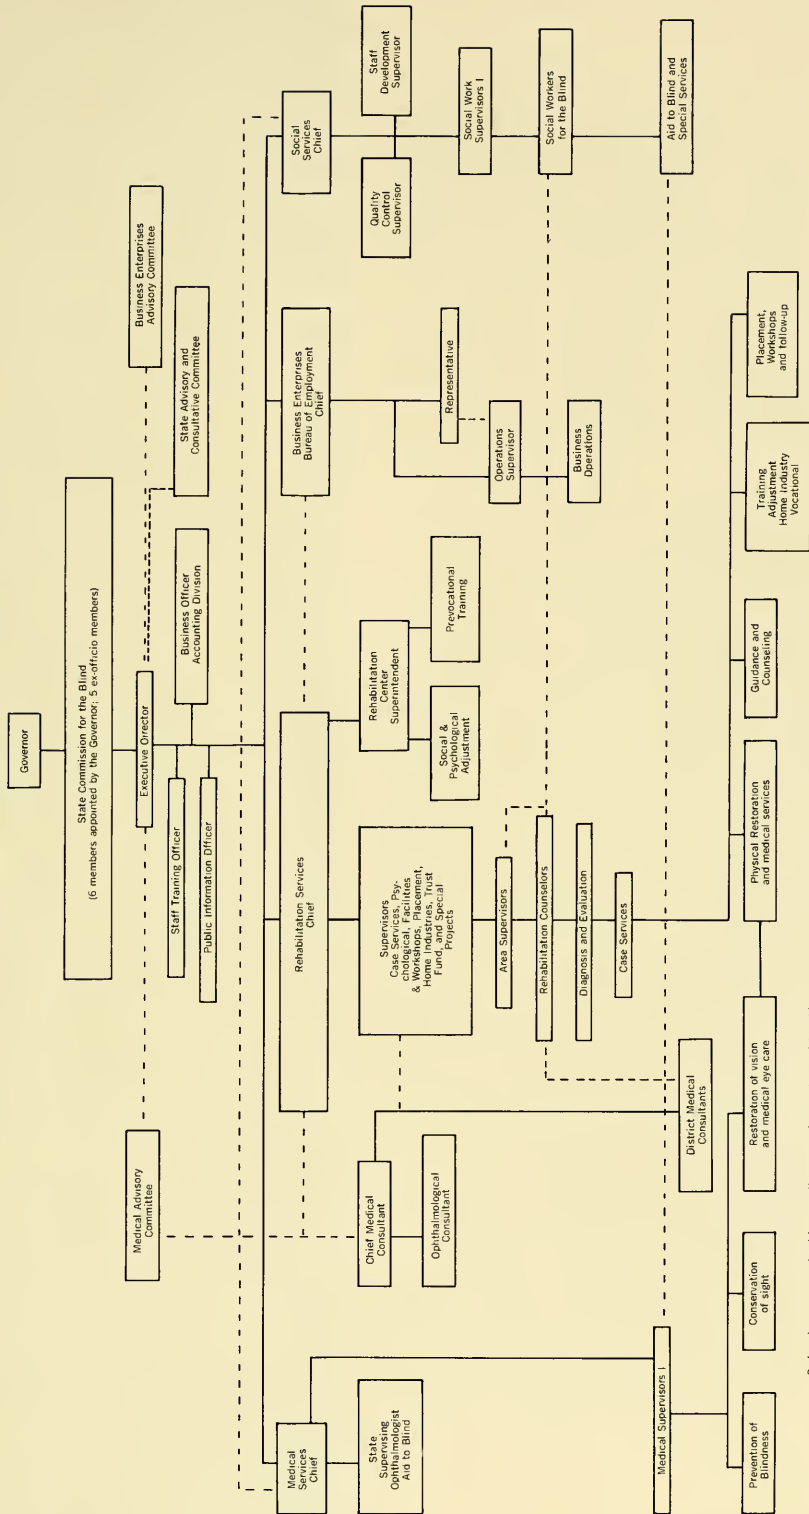 Governor
State Commission for the Blind
(6 members appointed by the Governor; 5 ex-officio members)
Business Enterprises
Advisory Committee
Medical Advisory
Committee
Executive Director
State Advisory and
Consultative Committee
Staff Training Officer
Business Officer
Accounting Division
Public Information Officer
Medical Services
Chief
Rehabilitation Services
Chief
Business Enterprises
Bureau of Employment
Chief
Social
Services
Chief
State
Supervising
Ophthalmologist
Aid to Blind
Chief Medical
Consultant
Ophthalmological
Consultant
Supervisors
Case Services, Psy-
chological, Facilities
& Workshops, Placement,
Home Industries, Trust
Fund, and Special
Projects
Rehabilitation
Center
Superintendent
Social &
Psychological
Adjustment
Prevocational
Training
Representative
Operations
Supervisor
Business
Operations
Quality
Control
Supervisor
Staff
Development
Supervisor
Social Work
Supervisors I
Social Workers
for the Blind
Area Supervisors
Rehabilitation Counselors
Diagnosis and Evaluation
Case Services
District Medical
Consultants
Medical Supervisors I
Aid to Blind and
Special Services
Prevention of
Blindness
Conservation
of sight
Restoration of vision
and medical eye care
Physical Restoration
and medical services
Guidance and
Counseling
Training
Adjustment
Home Industry
Vocational
Placement,
Workshops
and follow-up